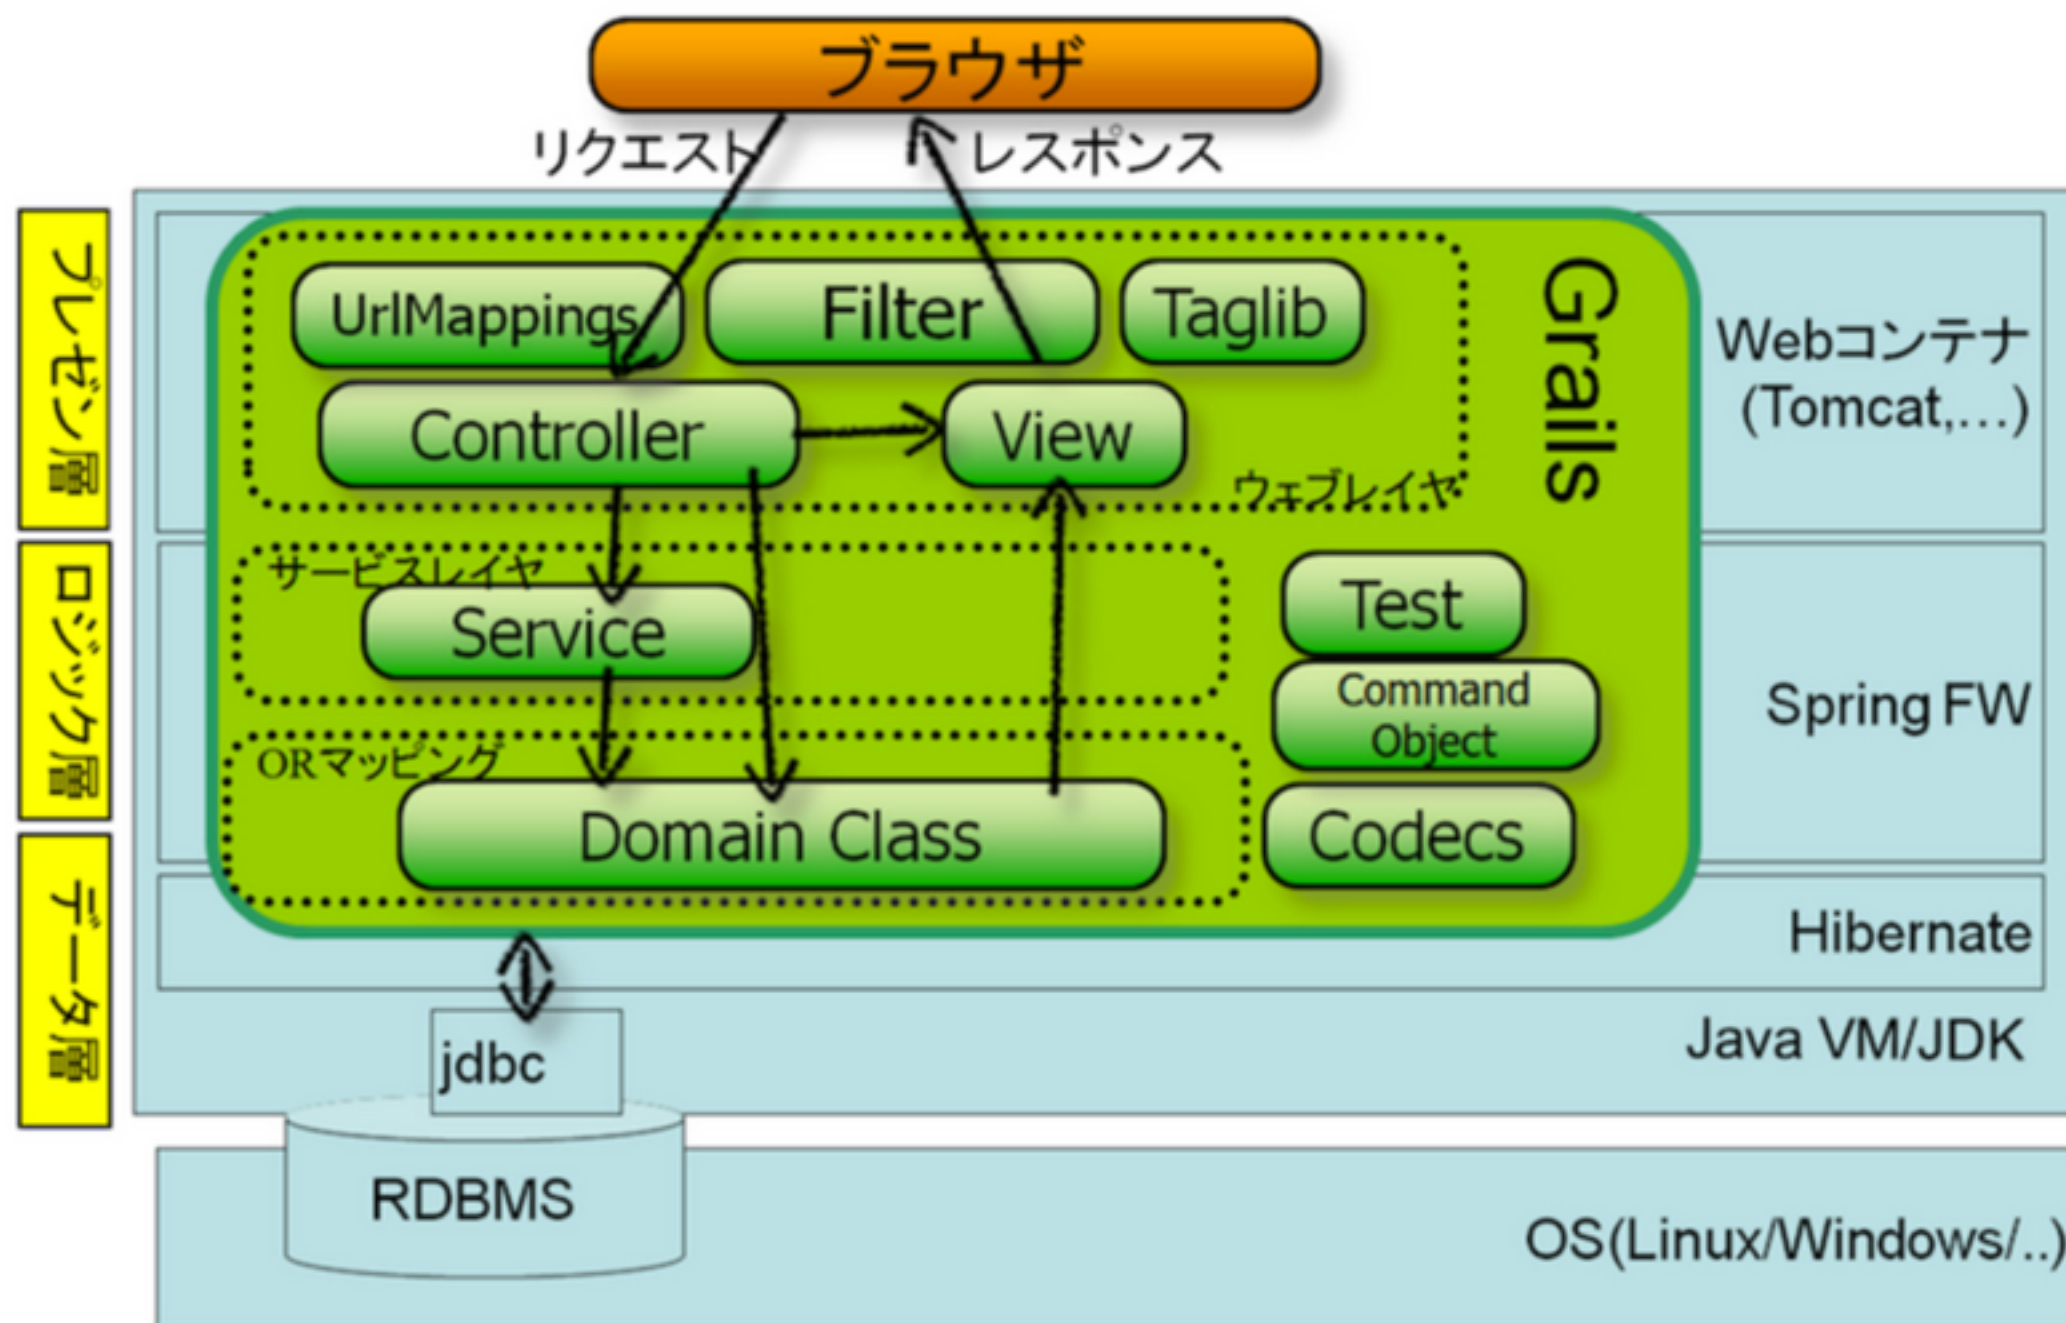 ブラウザ
リクエスト
レスポンス
プレゼン層
UrlMappings
Filter
Taglib
Grails
Webコンテナ
(Tomcat,...)
Controller
View
ウェブレイヤ
ロジック層
サービスレイヤ
Service
Test
Command
Object
Spring FW
ORマッピング
Domain Class
Codecs
データ層
Hibernate
jdbc
Java VM/JDK
RDBMS
OS(Linux/Windows/..)